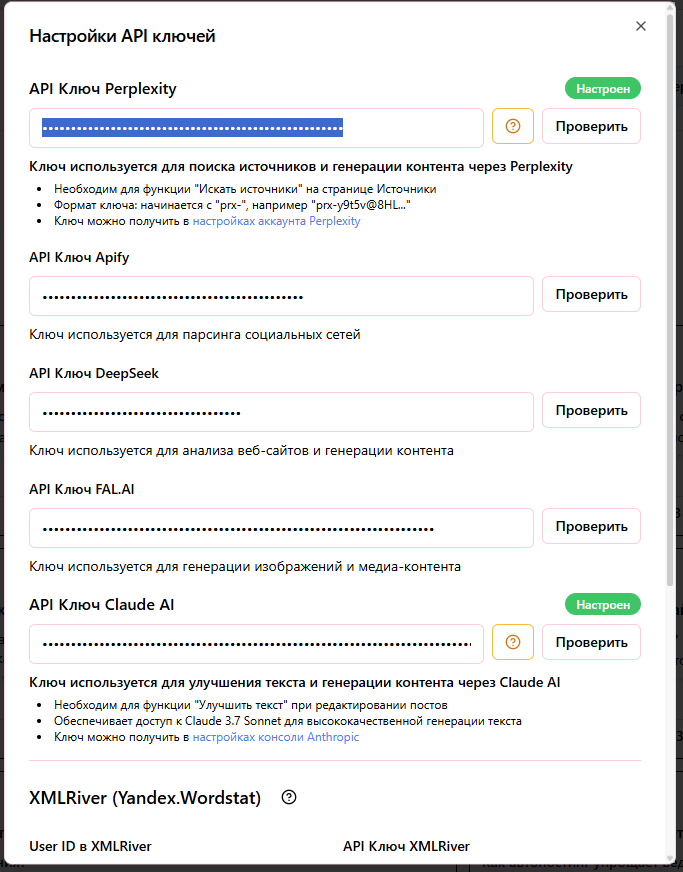 Настройки API ключей
API Ключ Perplexity
Настроен
Проверить
Ключ используется для поиска источников и генерации контента через Perplexity
Необходим для функции "Искать источники" на странице Источники
Формат ключа: начинается с "prx-", например "prx-y9t5v@8HL..."
Ключ можно получить в настройках аккаунта Perplexity
API Ключ Apify
Проверить
Ключ используется для парсинга социальных сетей
API Ключ DeepSeek
Проверить
Ключ используется для анализа веб-сайтов и генерации контента
API Ключ FAL.AI
Проверить
Ключ используется для генерации изображений и медиа-контента
API Ключ Claude AI
Настроен
Проверить
Ключ используется для улучшения текста и генерации контента через Claude AI
Необходим для функции "Улучшить текст" при редактировании постов
Обеспечивает доступ к Claude 3.7 Sonnet для высококачественной генерации текста
Ключ можно получить в настройках консоли Anthropic
XMLRiver (Yandex.Wordstat)
User ID в XMLRiver
API Ключ XMLRiver